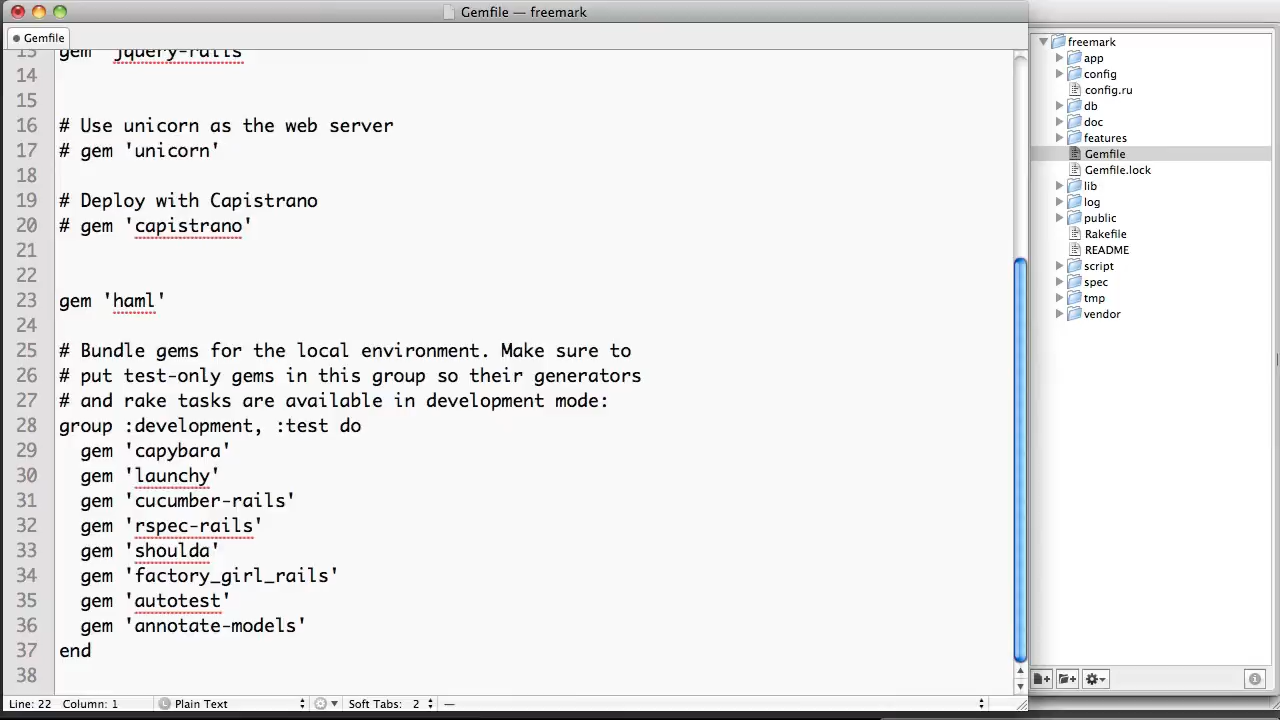 Gemfile — freemark
Gemfile
13 gem 'jquery-rails'
14
15
16 # Use unicorn as the web server
17 # gem 'unicorn'
18
19 # Deploy with Capistrano
20 # gem 'capistrano'
21
22
23 gem 'haml'
24
25 # Bundle gems for the local environment. Make sure to
26 # put test-only gems in this group so their generators
27 # and rake tasks are available in development mode:
28 group :development, :test do
29 gem 'capybara'
30 gem 'launchy'
31 gem 'cucumber-rails'
32 gem 'rspec-rails'
33 gem 'shoulda'
34 gem 'factory_girl_rails'
35 gem 'autotest'
36 gem 'annotate-models'
37 end
38
Line: 22 Column: 1 L Plain Text Soft Tabs: 2 —
freemark
app
config
config.ru
db
doc
features
Gemfile
Gemfile.lock
lib
log
public
Rakefile
README
script
spec
tmp
vendor